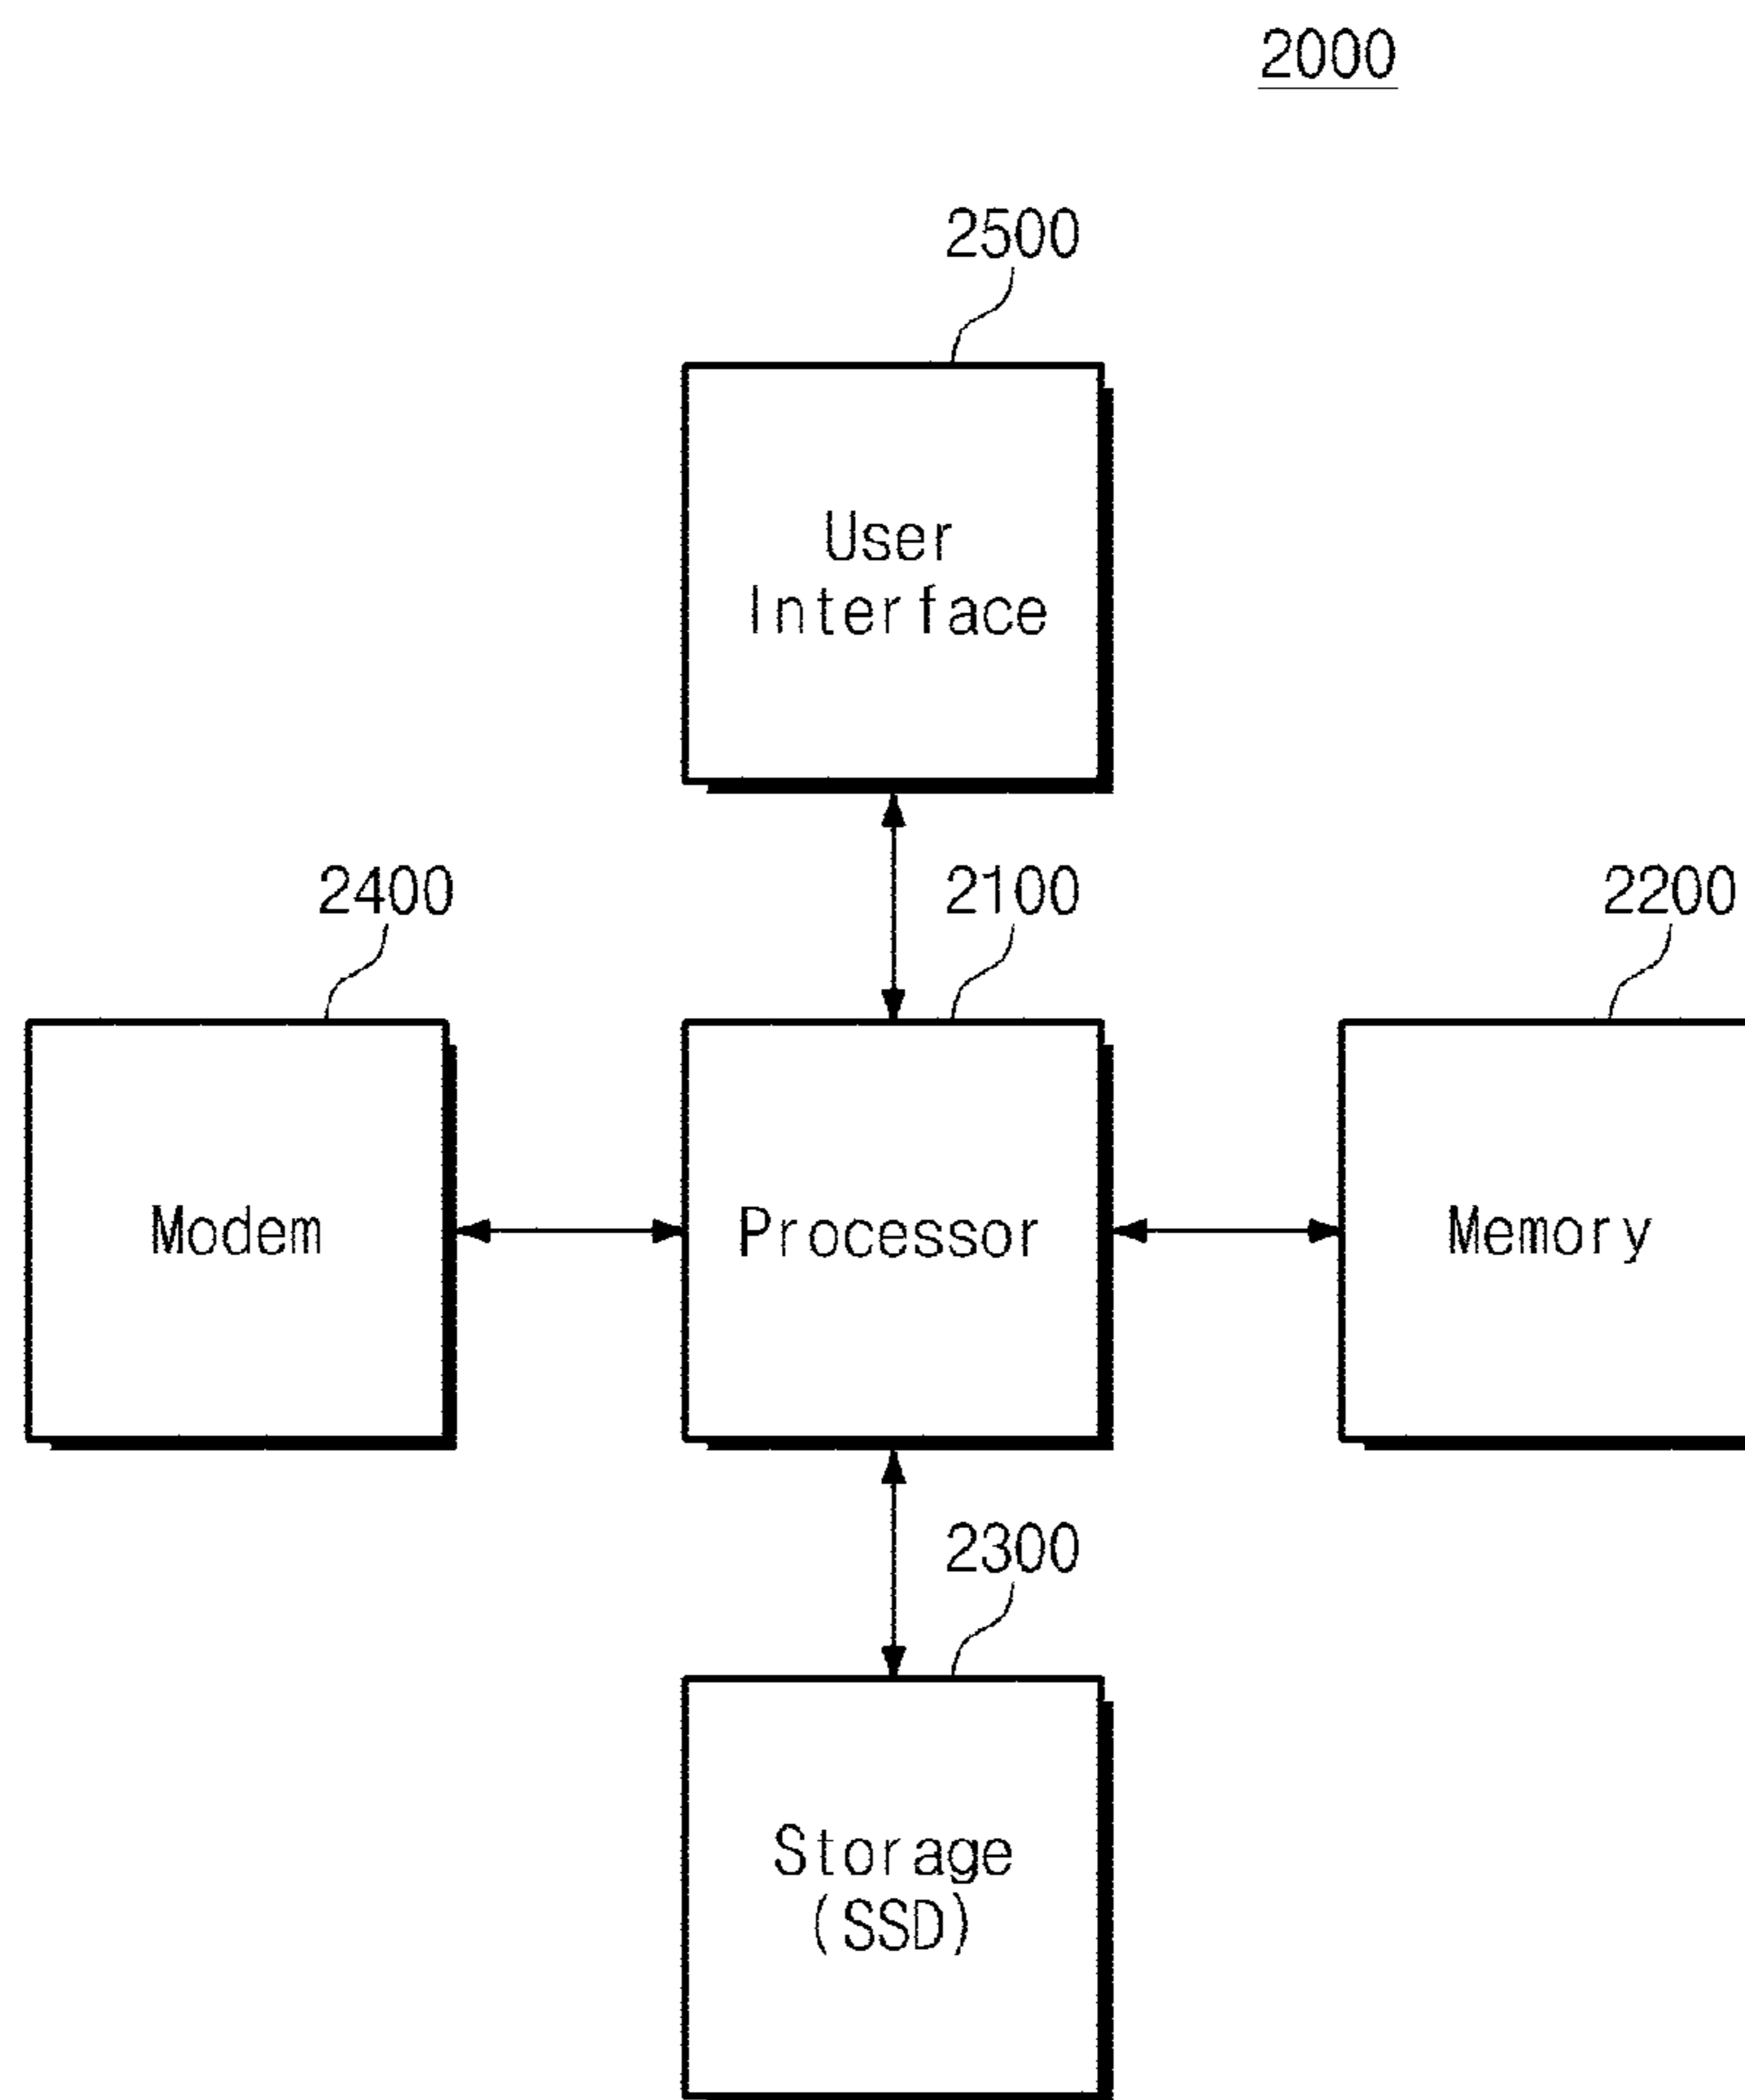 2000
2500
User
Interface
2400
2100
2200
Modem
Processor
Memory
2300
Storage
(SSD)